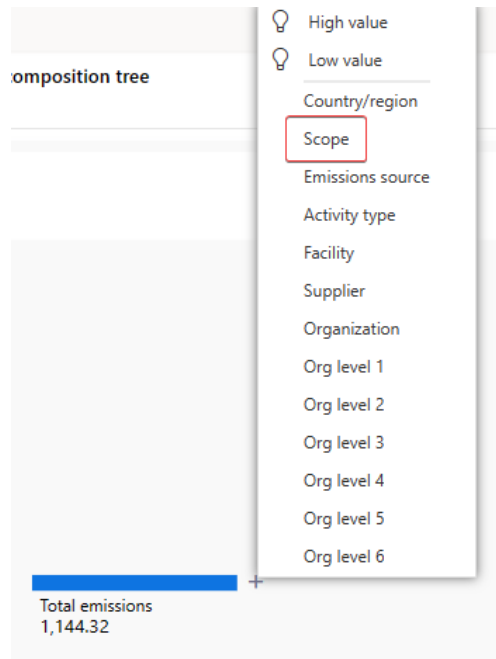 High value
Low value
composition tree
Country/region
Scope
Emissions source
Activity type
Facility
Supplier
Organization
Org level 1
Org level 2
Org level 3
Org level 4
Org level 5
Org level 6
Total emissions
1,144.32